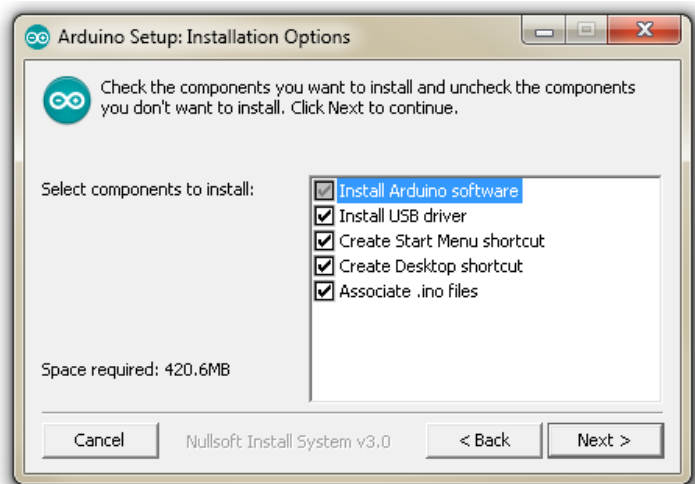 Arduino Setup: Installation Options
Check the components you want to install and uncheck the components
you don't want to install. Click Next to continue.
Select components to install:
Install Arduino software
Install USB driver
Create Start Menu shortcut
Create Desktop shortcut
Associate .ino files
Space required: 420.6MB
Cancel
Nullsoft Install System v3.0
< Back
Next >